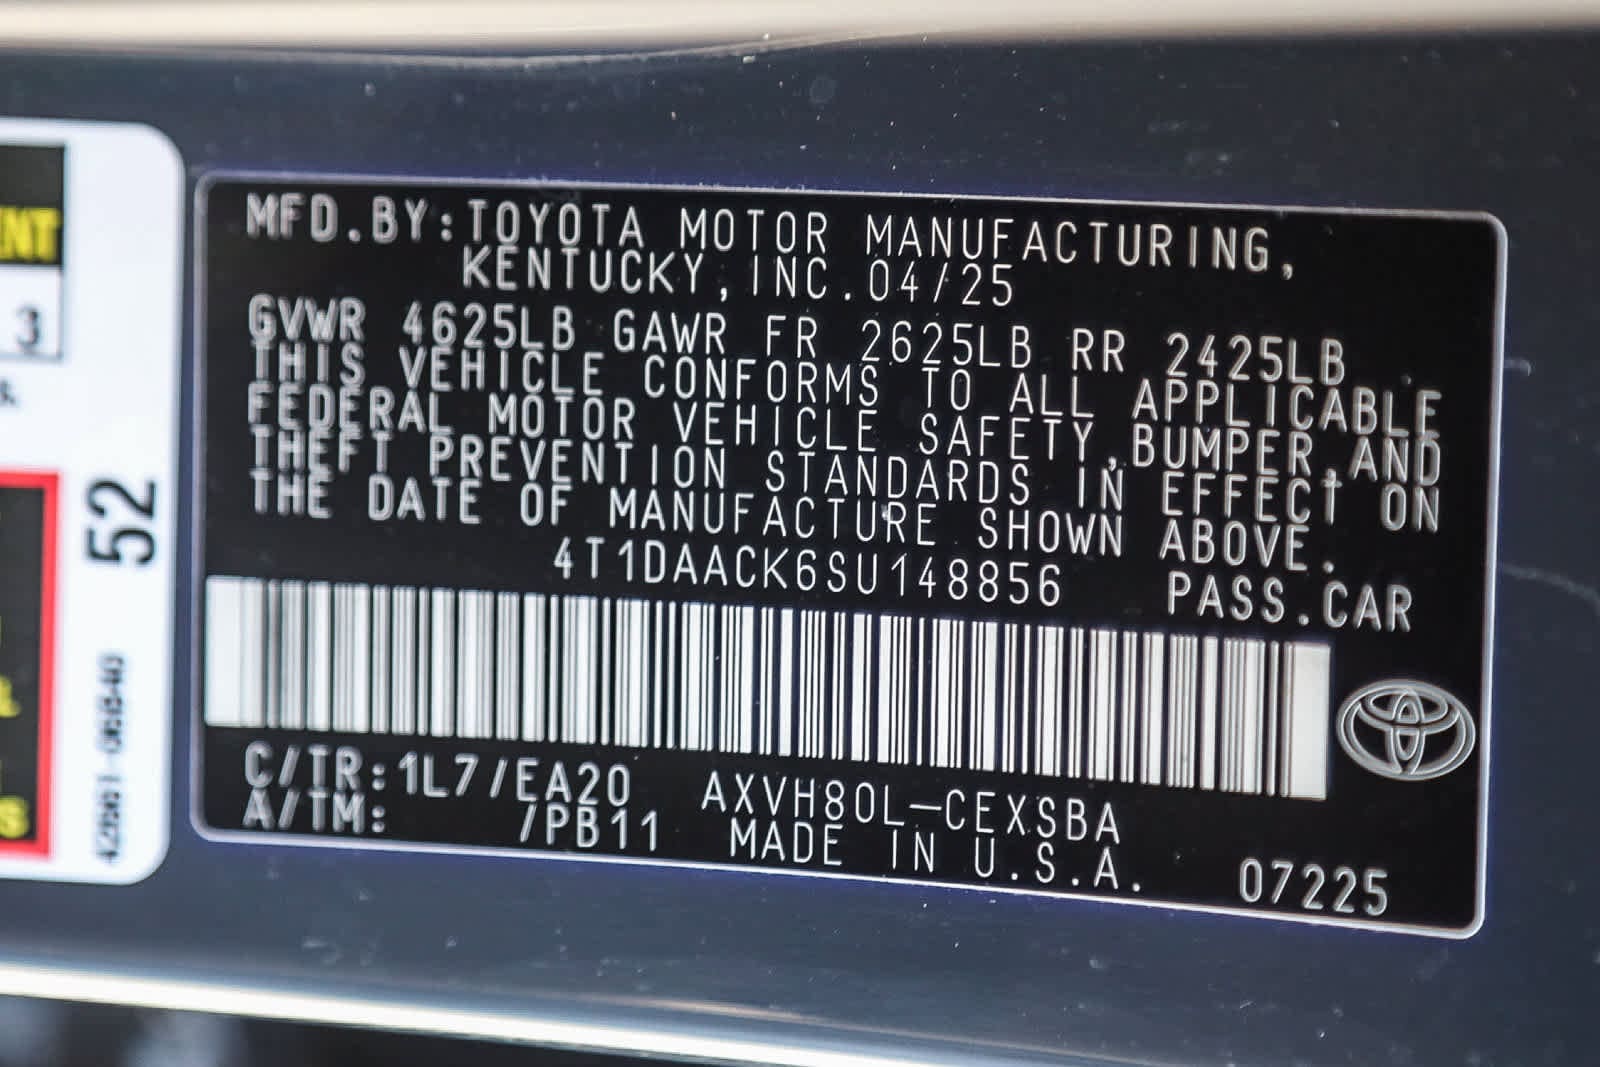 MFD.BY:TOYOTA MOTOR MANUFACTURING,
KENTUCKY,INC.04/25
GVWR 4625LB GAWR FR 2625LB RR 2425LB
THIS VEHICLE CONFORMS TO ALL APPLICABLE
FEDERAL MOTOR VEHICLE SAFETY,BUMPER,AND
THEFT PREVENTION STANDARDS IN EFFECT ON
THE DATE OF MANUFACTURE SHOWN ABOVE.
4T1DAACK6SU148856 PASS.CAR
C/TR:1L7/EA20 AXVH80L-CEXSBA
A/TM: /PB11 MADE IN U.S.A. 07225
NT
3
52